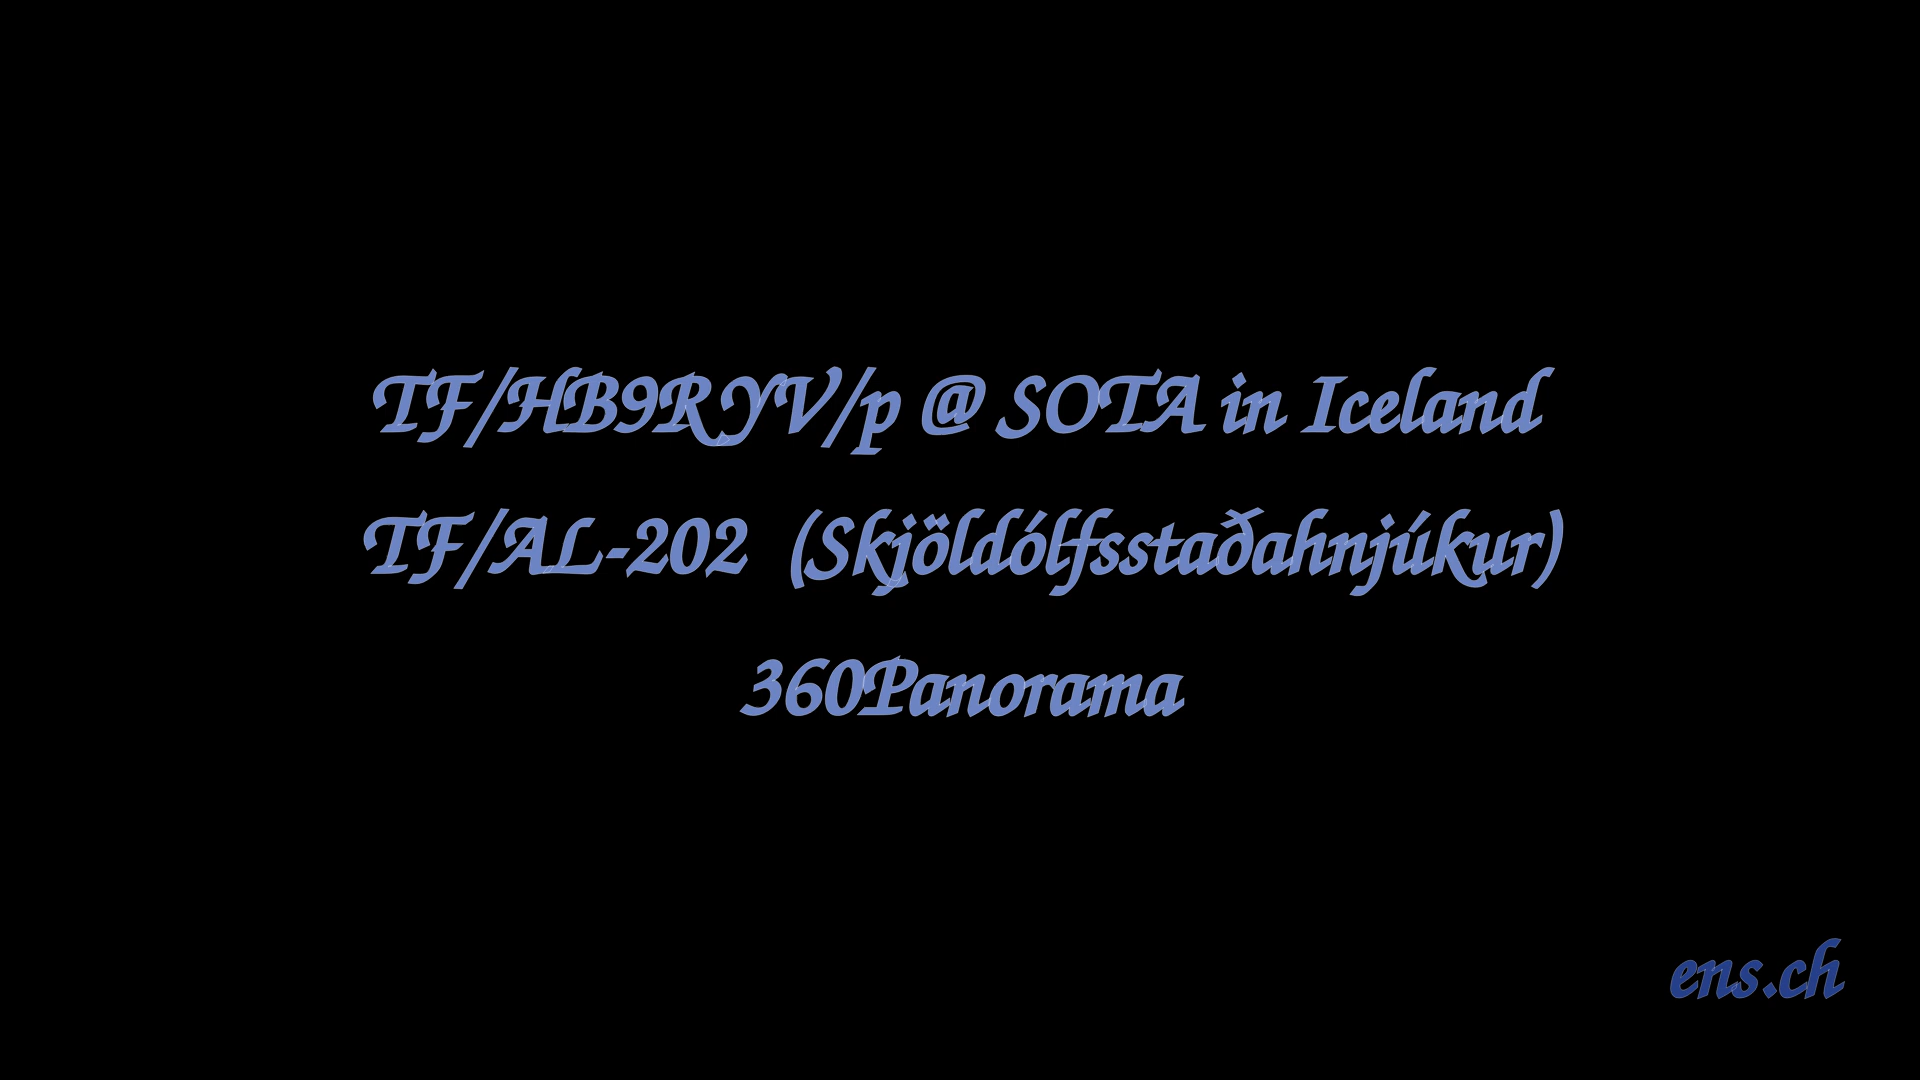 TF/HB9RYV/p @ SOTA in Iceland
TF/AL-202 (Skjöldólfsstaðahnjúkur)
360Panorama
ens.ch